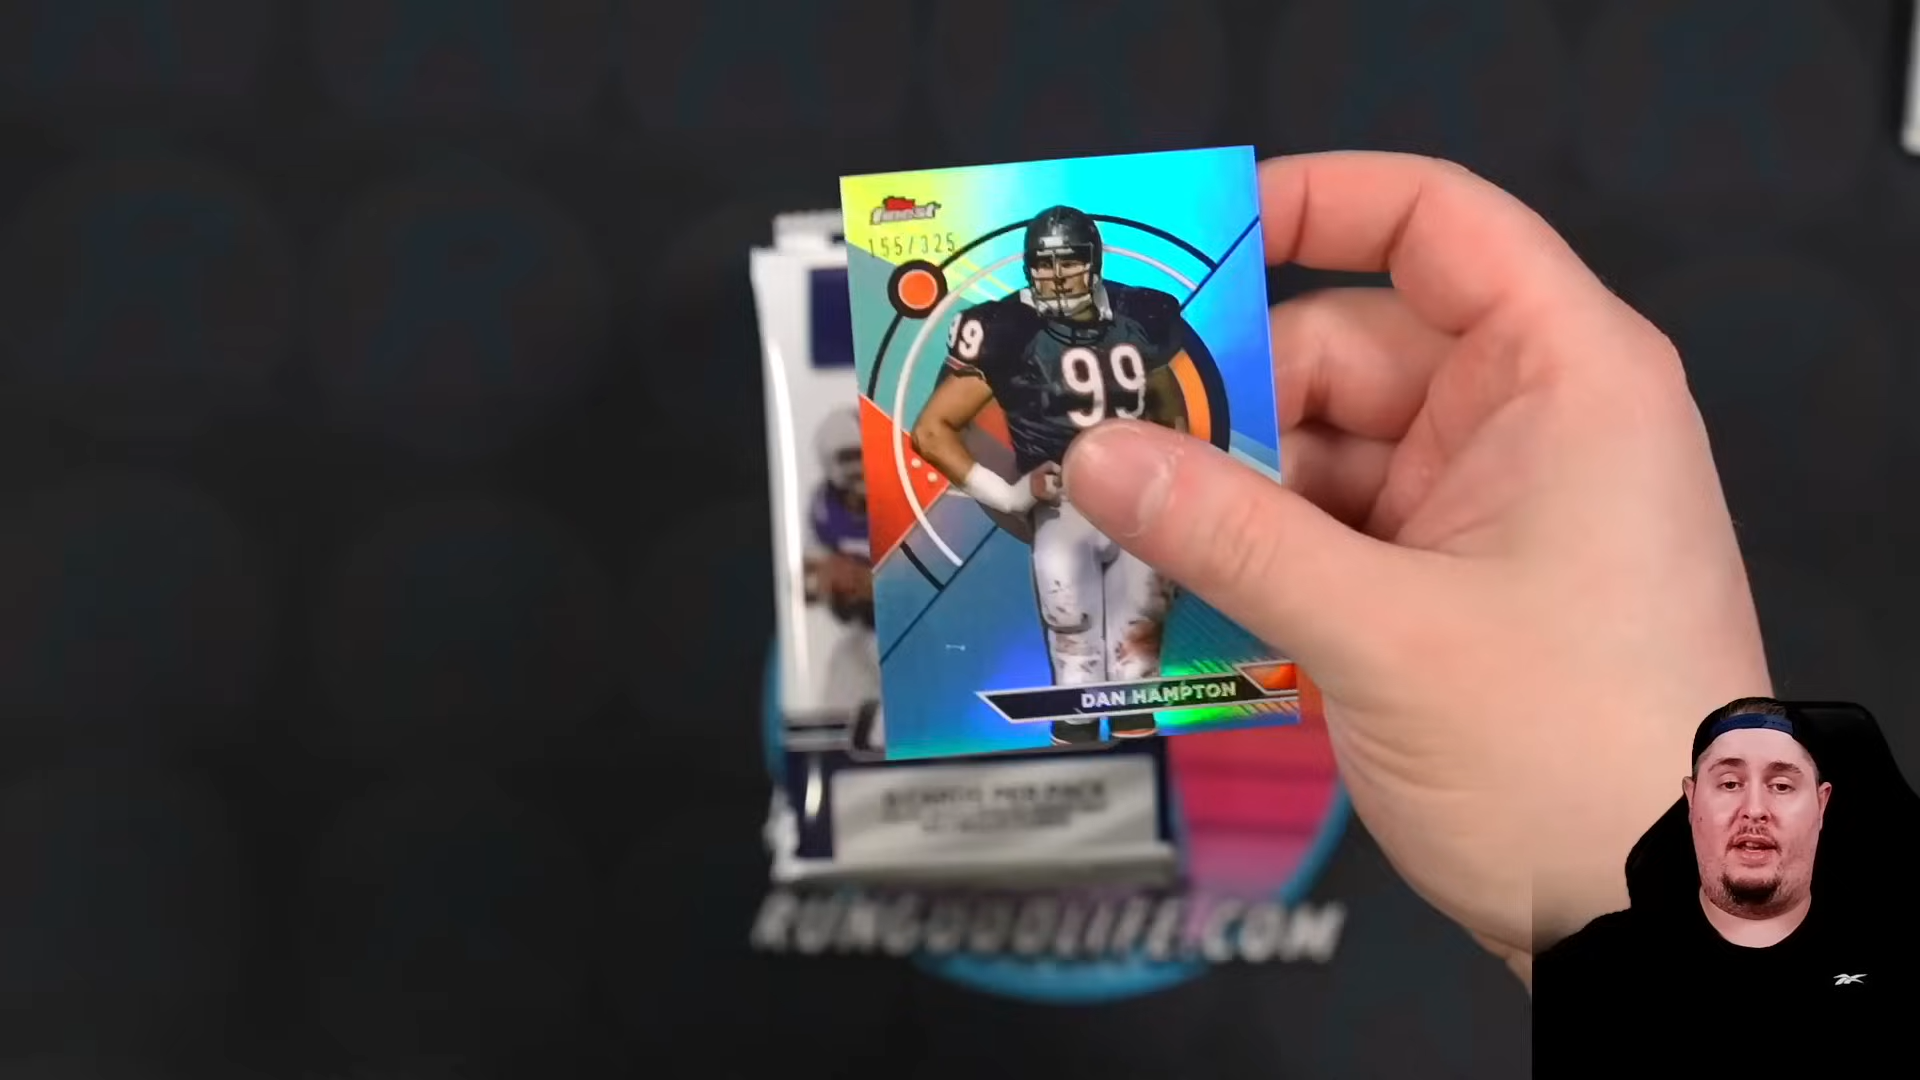 Topps
finest
155/325
99
99
DAN HAMPTON
RUNGOODLIFE.COM